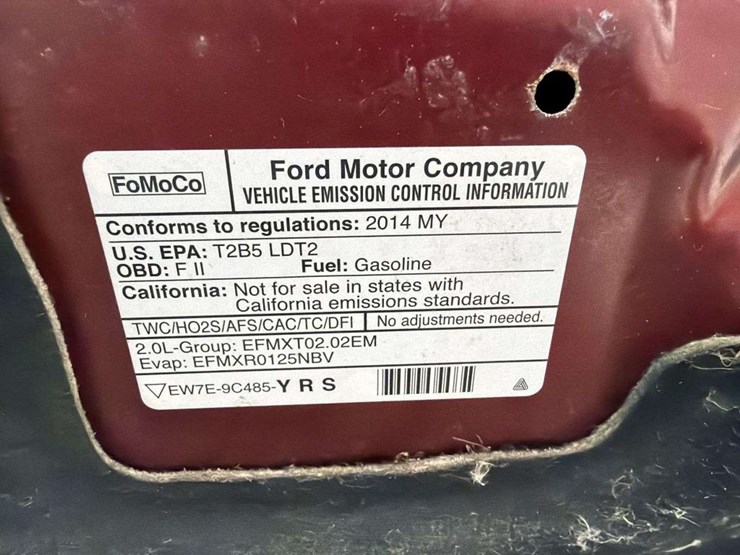 FoMoCo
Ford Motor Company
VEHICLE EMISSION CONTROL INFORMATION
Conforms to regulations: 2014 MY
U.S. EPA: T2B5 LDT2
OBD: F II Fuel: Gasoline
California: Not for sale in states with
California emissions standards.
TWC/HO2S/AFS/CAC/TC/DFI No adjustments needed.
2.0L-Group: EFMXT02.02EM
Evap: EFMXR0125NBV
EW7E-9C485-Y R S